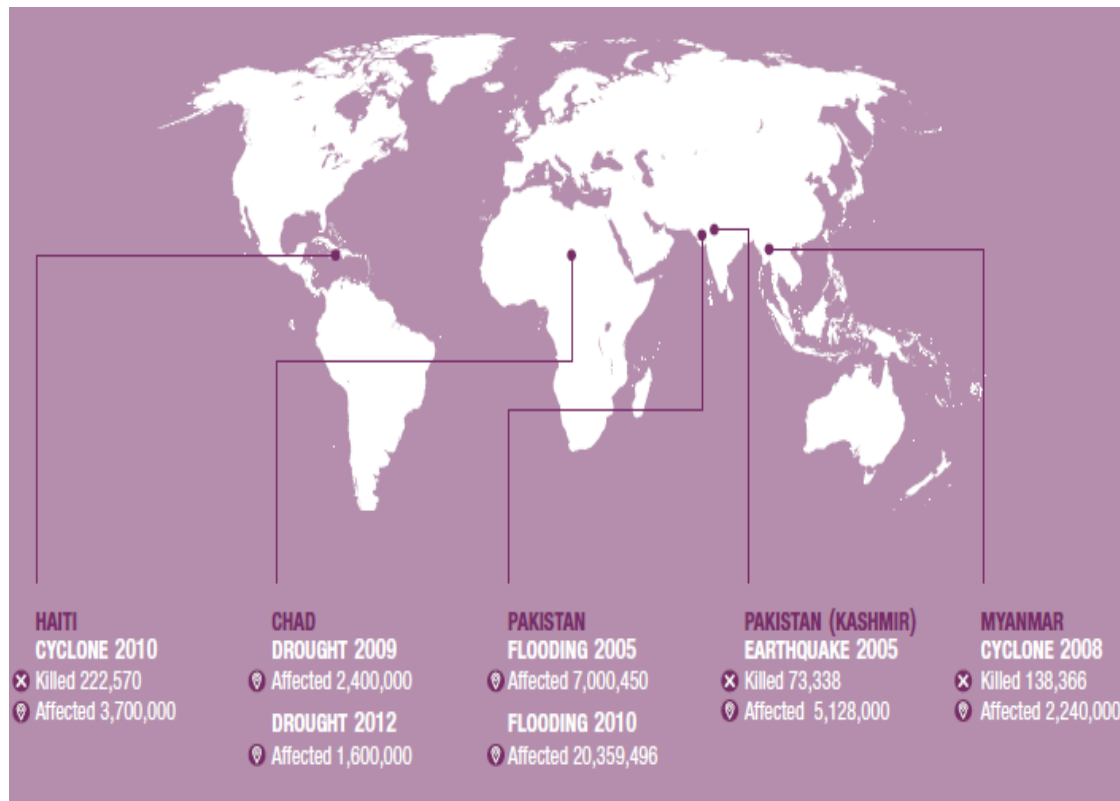 HAITI
CYCLONE 2010
Killed 222,570
Affected 3,700,000
CHAD
DROUGHT 2009
Affected 2,400,000
DROUGHT 2012
Affected 1,600,000
PAKISTAN
FLOODING 2005
Affected 7,000,450
FLOODING 2010
Affected 20,359,496
PAKISTAN (KASHMIR)
EARTHQUAKE 2005
Killed 73,338
Affected 5,128,000
MYANMAR
CYCLONE 2008
Killed 138,366
Affected 2,240,000